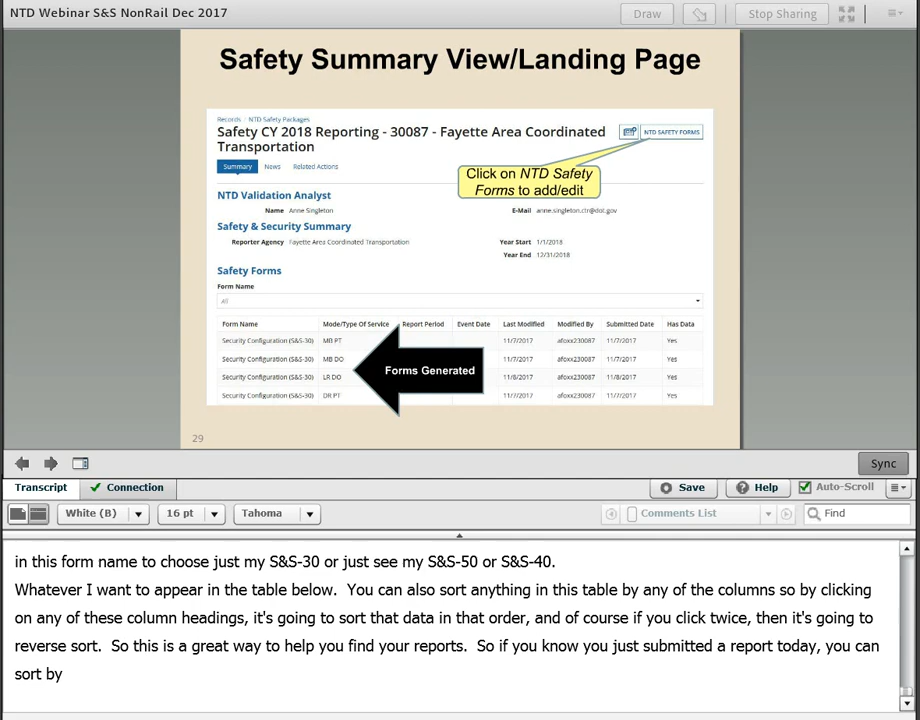 NTD Webinar S&S NonRail Dec 2017
Draw
Stop Sharing
Safety Summary View/Landing Page
Records / NTD Safety Packages
Safety CY 2018 Reporting - 30087 - Fayette Area Coordinated
Transportation
NTD SAFETY FORMS
Summary News Related Actions
Click on NTD Safety
Forms to add/edit
NTD Validation Analyst
Name Anne Singleton E-Mail anne.singleton.ctr@dot.gov
Safety & Security Summary
Reporter Agency Fayette Area Coordinated Transportation Year Start 1/1/2018
Year End 12/31/2018
Safety Forms
Form Name
All
Form Name Mode/Type Of Service Report Period Event Date Last Modified Modified By Submitted Date Has Data
Security Configuration (S&S-30) MB PT 11/7/2017 afoxx230087 11/7/2017 Yes
Security Configuration (S&S-30) MB DO 11/7/2017 afoxx230087 11/7/2017 Yes
Forms Generated
Security Configuration (S&S-30) LR DO 11/8/2017 afoxx230087 11/8/2017 Yes
Security Configuration (S&S-30) DR PT 11/7/2017 afoxx230087 11/7/2017 Yes
29
Sync
Transcript Connection Save Help Auto-Scroll
White (B) 16 pt Tahoma Comments List Find
in this form name to choose just my S&S-30 or just see my S&S-50 or S&S-40.
Whatever I want to appear in the table below. You can also sort anything in this table by any of the columns so by clicking
on any of these column headings, it's going to sort that data in that order, and of course if you click twice, then it's going to
reverse sort. So this is a great way to help you find your reports. So if you know you just submitted a report today, you can
sort by